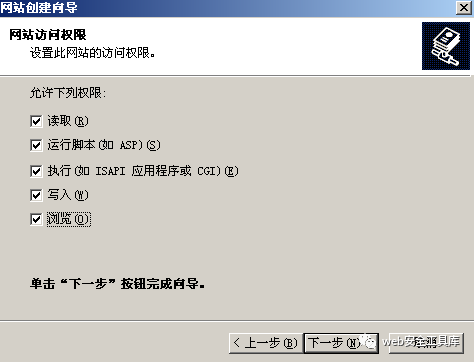 网站创建向导
网站访问权限
设置此网站的访问权限。
允许下列权限:
读取(R)
运行脚本(如 ASP)(S)
执行(如 ISAPI 应用程序或 CGI)(E)
写入(W)
浏览(O)
单击“下一步”按钮完成向导。
< 上一步(B)
下一步(N) >
取消
web安全工具库